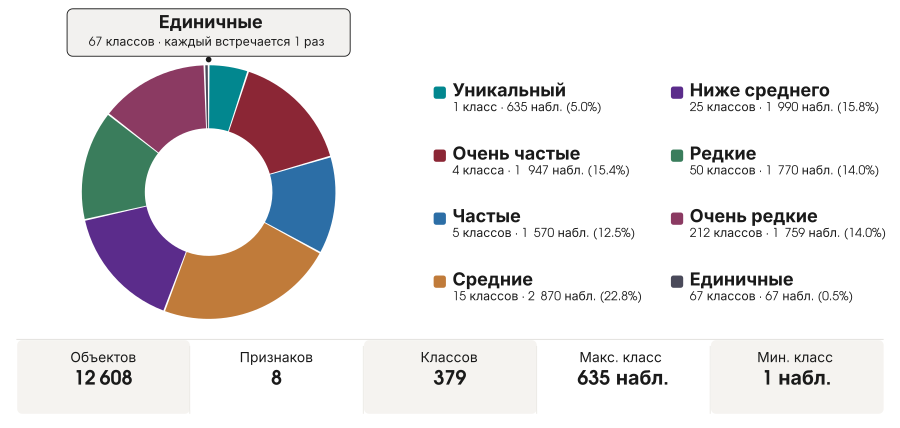 Единичные
67 классов · каждый встречается 1 раз
Уникальный
1 класс · 635 набл. (5.0%)
Очень частые
4 класса · 1 947 набл. (15.4%)
Частые
5 классов · 1 570 набл. (12.5%)
Средние
15 классов · 2 870 набл. (22.8%)
Ниже среднего
25 классов · 1 990 набл. (15.8%)
Редкие
50 классов · 1 770 набл. (14.0%)
Очень редкие
212 классов · 1 759 набл. (14.0%)
Единичные
67 классов · 67 набл. (0.5%)
Объектов
12 608
Признаков
8
Классов
379
Макс. класс
635 набл.
Мин. класс
1 набл.